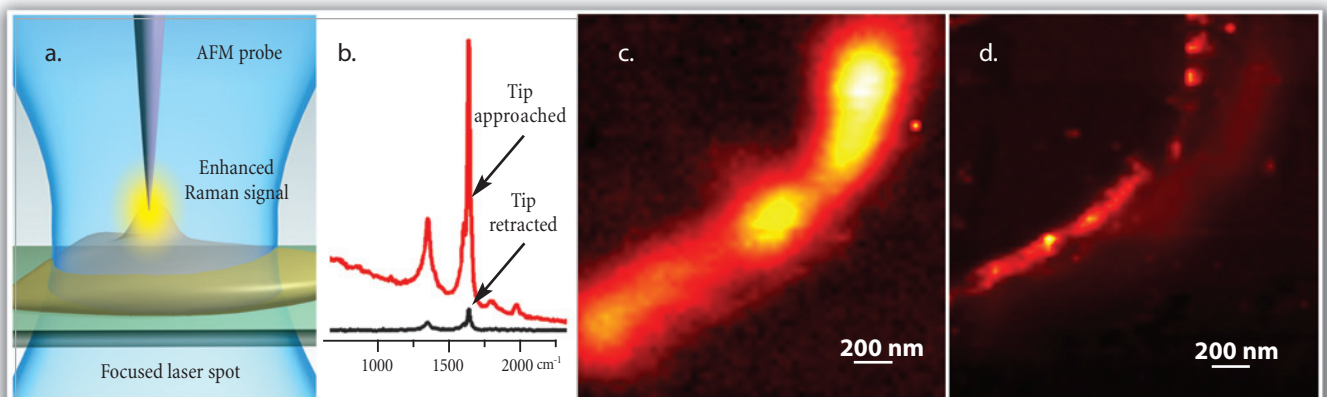 a.
AFM probe
Enhanced
Raman signal
Focused laser spot
b.
Tip
approached
Tip
retracted
1000
1500
2000 cm⁻¹
c.
200 nm
d.
200 nm